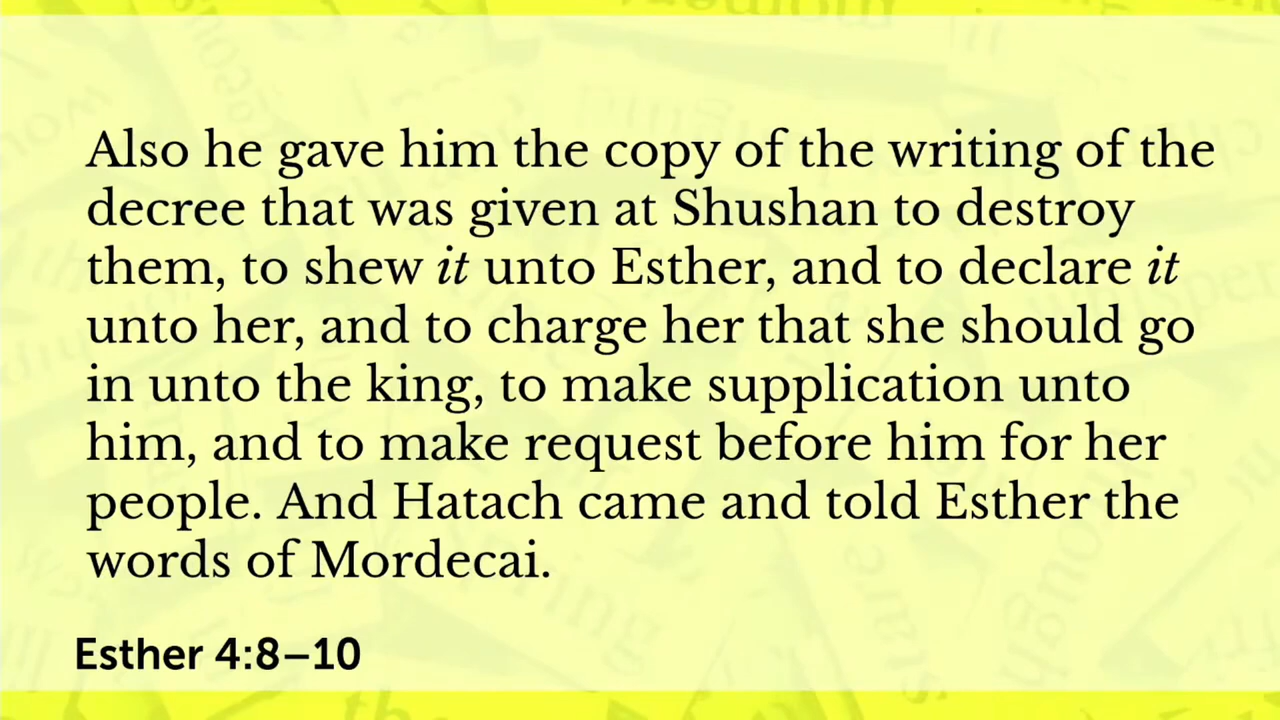 Also he gave him the copy of the writing of the
decree that was given at Shushan to destroy
them, to shew it unto Esther, and to declare it
unto her, and to charge her that she should go
in unto the king, to make supplication unto
him, and to make request before him for her
people. And Hatach came and told Esther the
words of Mordecai.
Esther 4:8–10